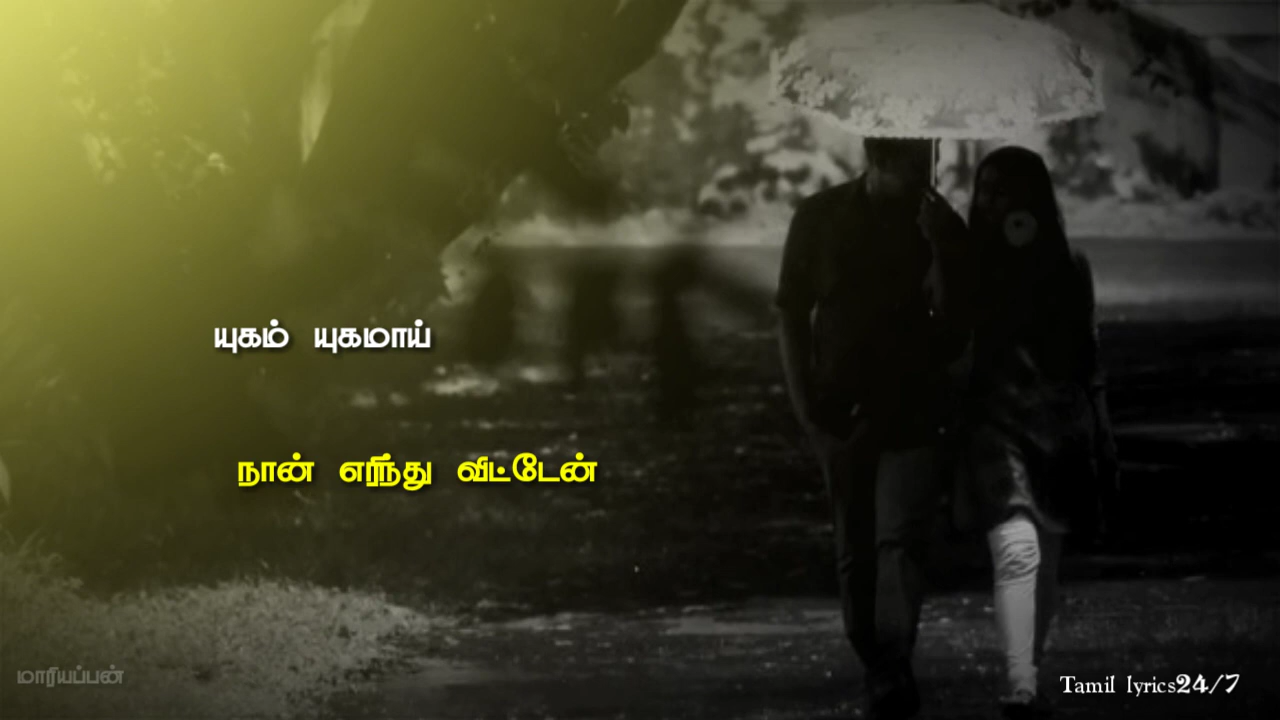 யுகம் யுகமாய்
நான் எரிந்து விட்டேன்
மாரியப்பன்
Tamil lyrics24/7